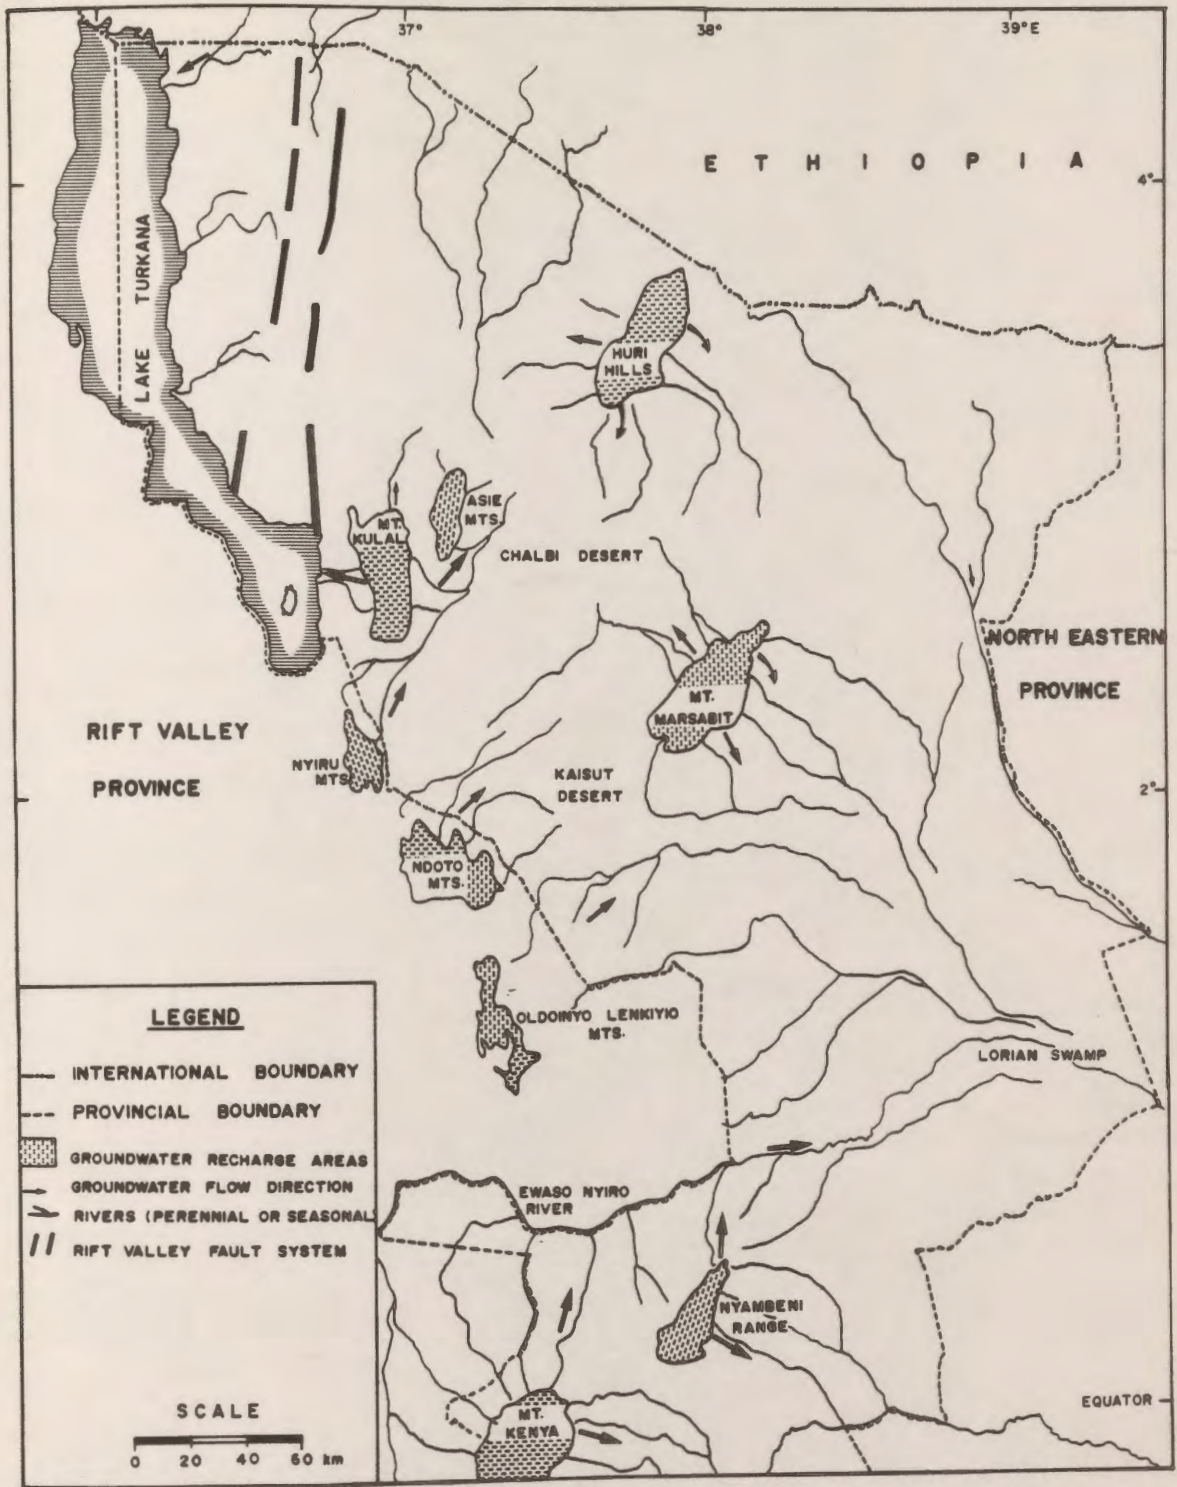 37°
38°
39°E
ETHIOPIA
4°
LAKE TURKANA
HURI
HILLS
ASIE
MTS.
MT.
KULAL
CHALBI DESERT
NORTH EASTERN
PROVINCE
MT.
MARSABIT
RIFT VALLEY
PROVINCE
NYIRU
MTS
KAISUT
DESERT
2°
NDOTO
MTS.
OLDOINYO LENKIYIO
MTS.
LORIAN SWAMP
EWASO NYIRO
RIVER
NYAMBENI
RANGE
EQUATOR
MT.
KENYA
LEGEND
INTERNATIONAL BOUNDARY
PROVINCIAL BOUNDARY
GROUNDWATER RECHARGE AREAS
GROUNDWATER FLOW DIRECTION
RIVERS (PERENNIAL OR SEASONAL)
RIFT VALLEY FAULT SYSTEM
SCALE
0 20 40 60 km